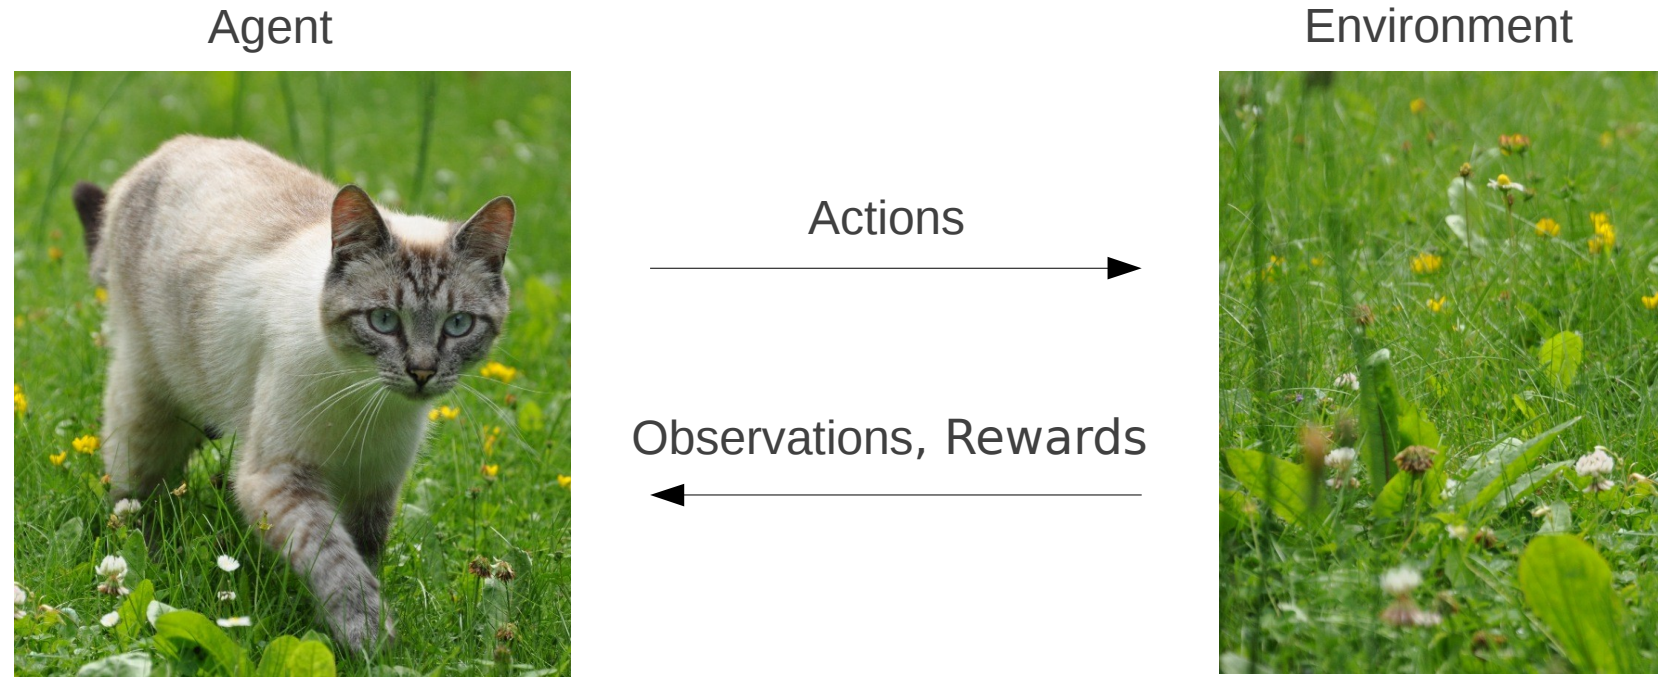 Agent
Environment
Actions
Observations, Rewards